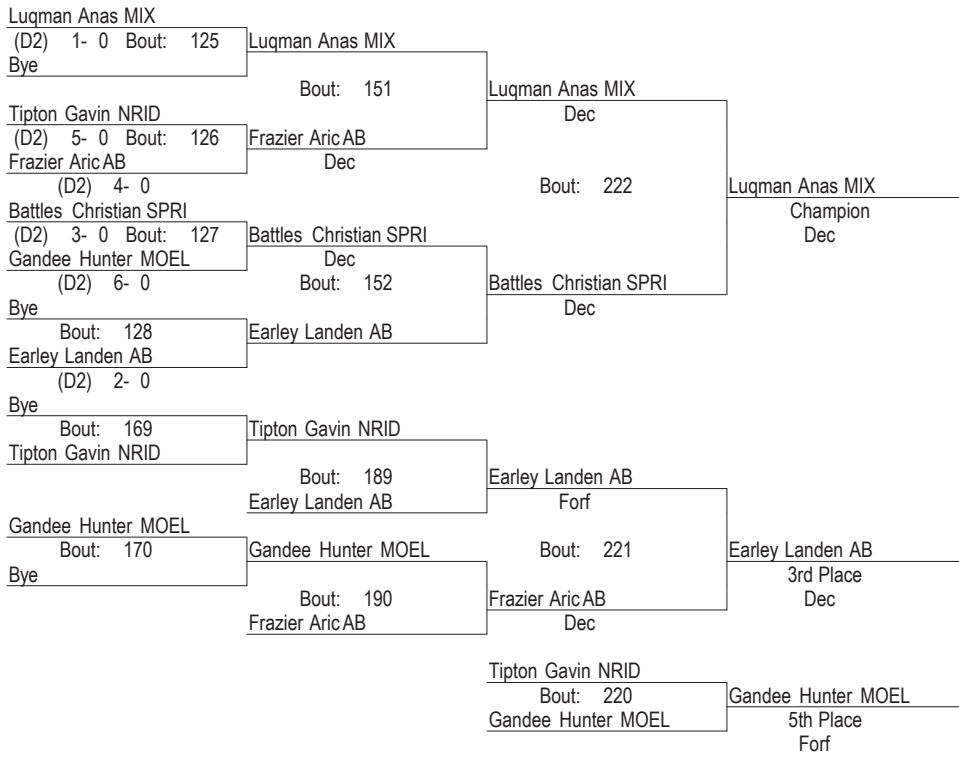 Luqman Anas MIX
(D2) 1- 0 Bout: 125 Luqman Anas MIX
Bye
Bout: 151 Luqman Anas MIX
Tipton Gavin NRID Dec
(D2) 5- 0 Bout: 126 Frazier Aric AB
Frazier Aric AB Dec
(D2) 4- 0 Bout: 222 Luqman Anas MIX
Battles Christian SPRI Champion
(D2) 3- 0 Bout: 127 Battles Christian SPRI Dec
Gandee Hunter MOEL Dec
(D2) 6- 0 Bout: 152 Battles Christian SPRI
Bye Dec
Bout: 128 Earley Landen AB
Earley Landen AB
(D2) 2- 0
Bye
Bout: 169 Tipton Gavin NRID
Tipton Gavin NRID
Bout: 189 Earley Landen AB
Earley Landen AB Forf
Gandee Hunter MOEL
Bout: 170 Gandee Hunter MOEL Bout: 221 Earley Landen AB
Bye 3rd Place
Bout: 190 Frazier Aric AB Dec
Frazier Aric AB Dec
Tipton Gavin NRID
Bout: 220 Gandee Hunter MOEL
Gandee Hunter MOEL 5th Place
Forf